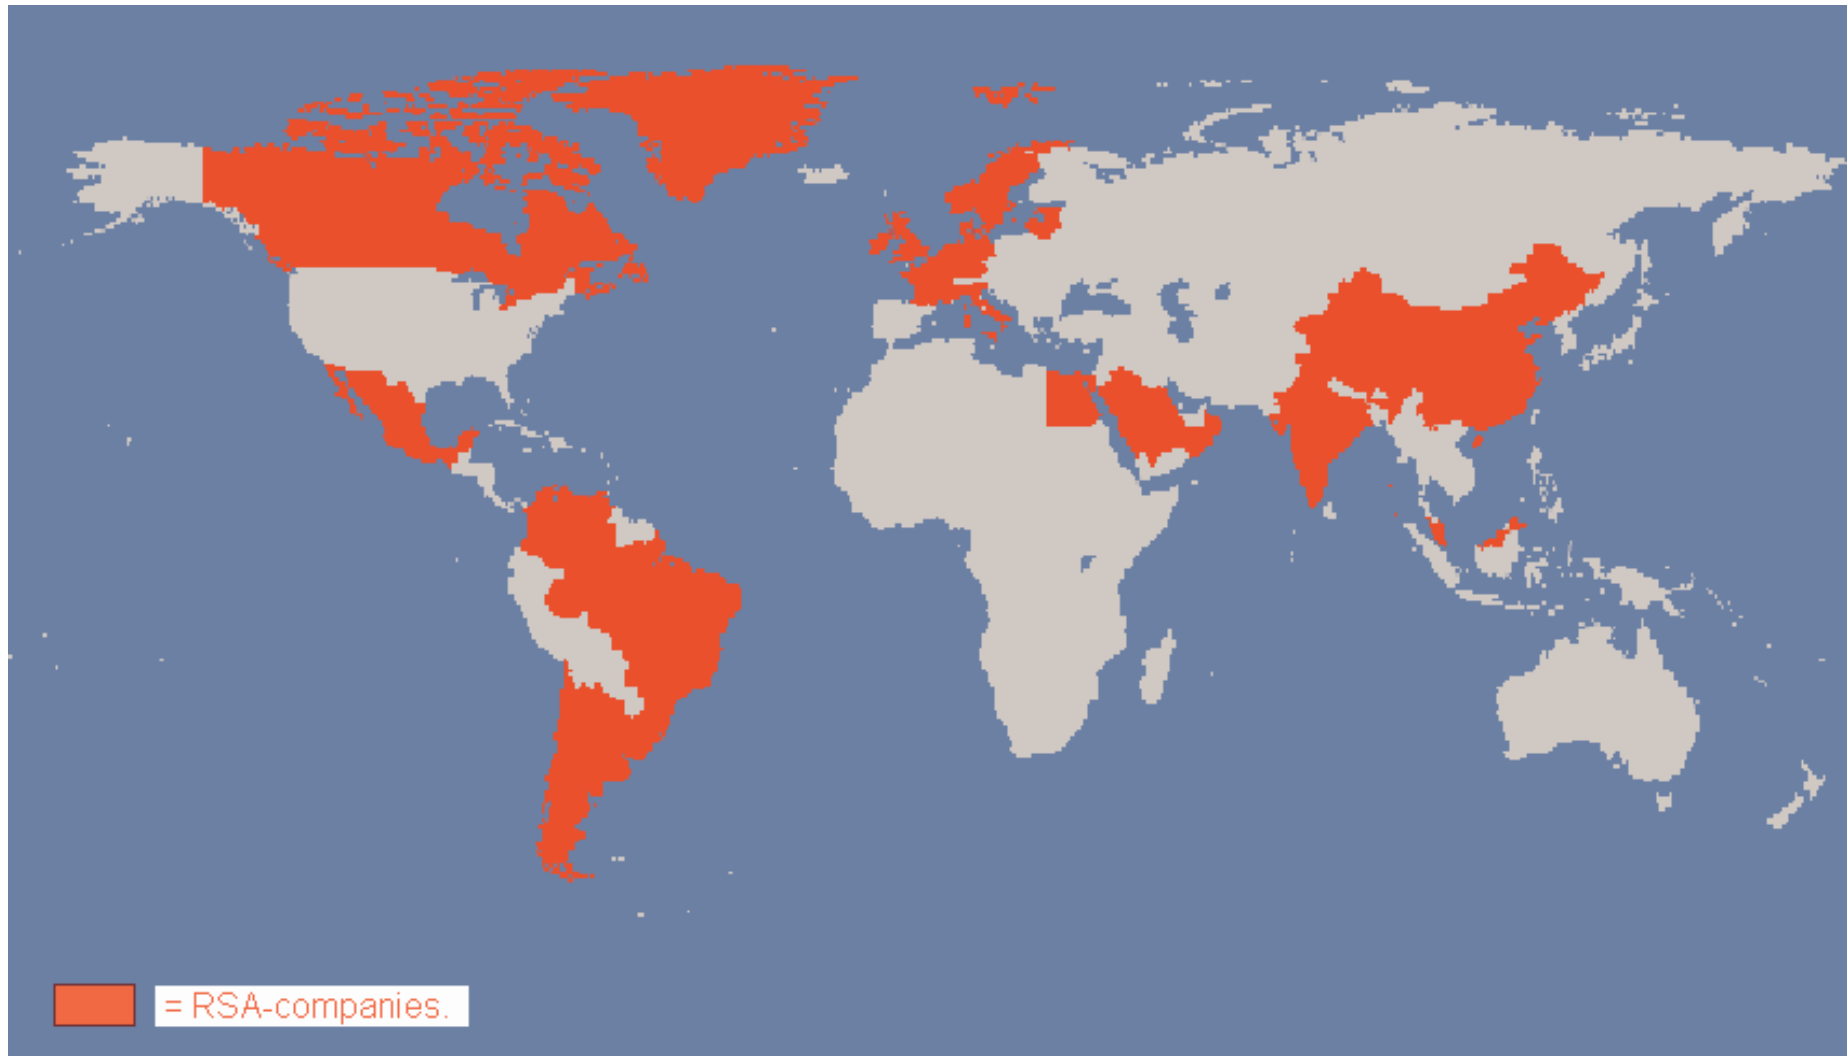 = RSA-companies.